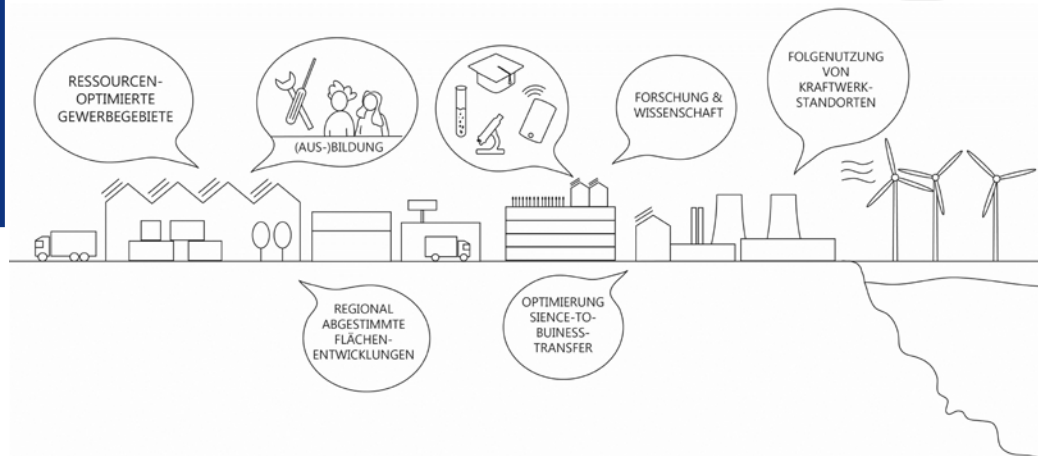 RESSOURCEN-
OPTIMIERTE
GEWERBEGEBIETE
(AUS-)BILDUNG
FORSCHUNG &
WISSENSCHAFT
FOLGENUTZUNG
VON
KRAFTWERK-
STANDORTEN
REGIONAL
ABGESTIMMTE
FLÄCHEN-
ENTWICKLUNGEN
OPTIMIERUNG
SIENCE-TO-
BUINESS-
TRANSFER